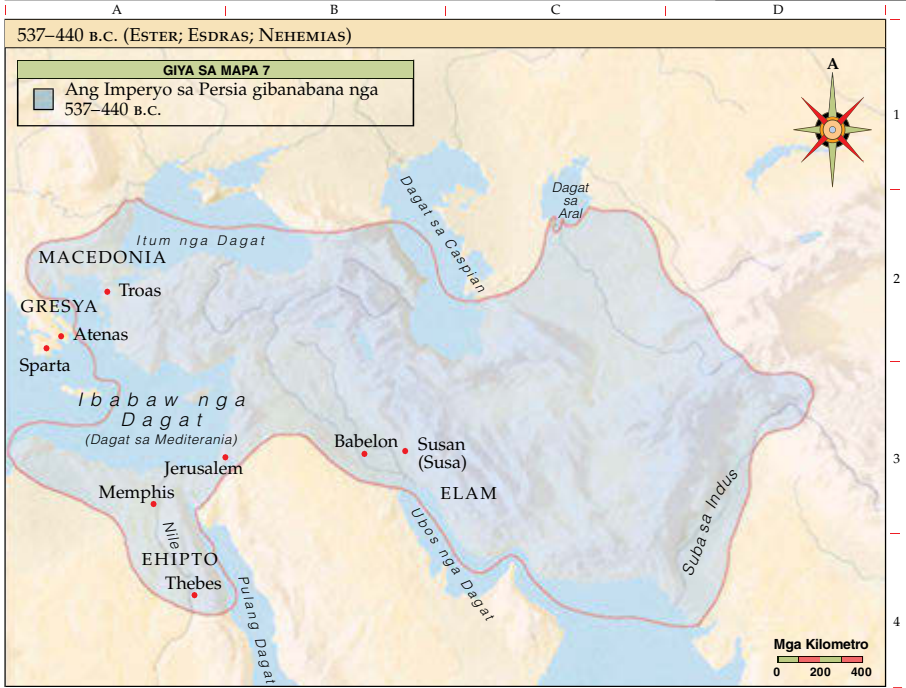 A B C D
537–440 B.C. (ESTER; ESDRAS; NEHEMIAS)
GIYA SA MAPA 7
Ang Imperyo sa Persia gibanabana nga
537–440 B.C.
A
1
Dagat sa Caspian
Dagat
sa
Aral
Itum nga Dagat
MACEDONIA
2
Troas
GRESYA
Atenas
Sparta
Ibabaw nga
Dagat
(Dagat sa Mediterania)
Babelon
Susan
(Susa)
3
Jerusalem
Memphis
ELAM
Suba sa Indus
Nile
Ubos nga Dagat
EHIPTO
Thebes
Pulang Dagat
4
Mga Kilometro
0 200 400